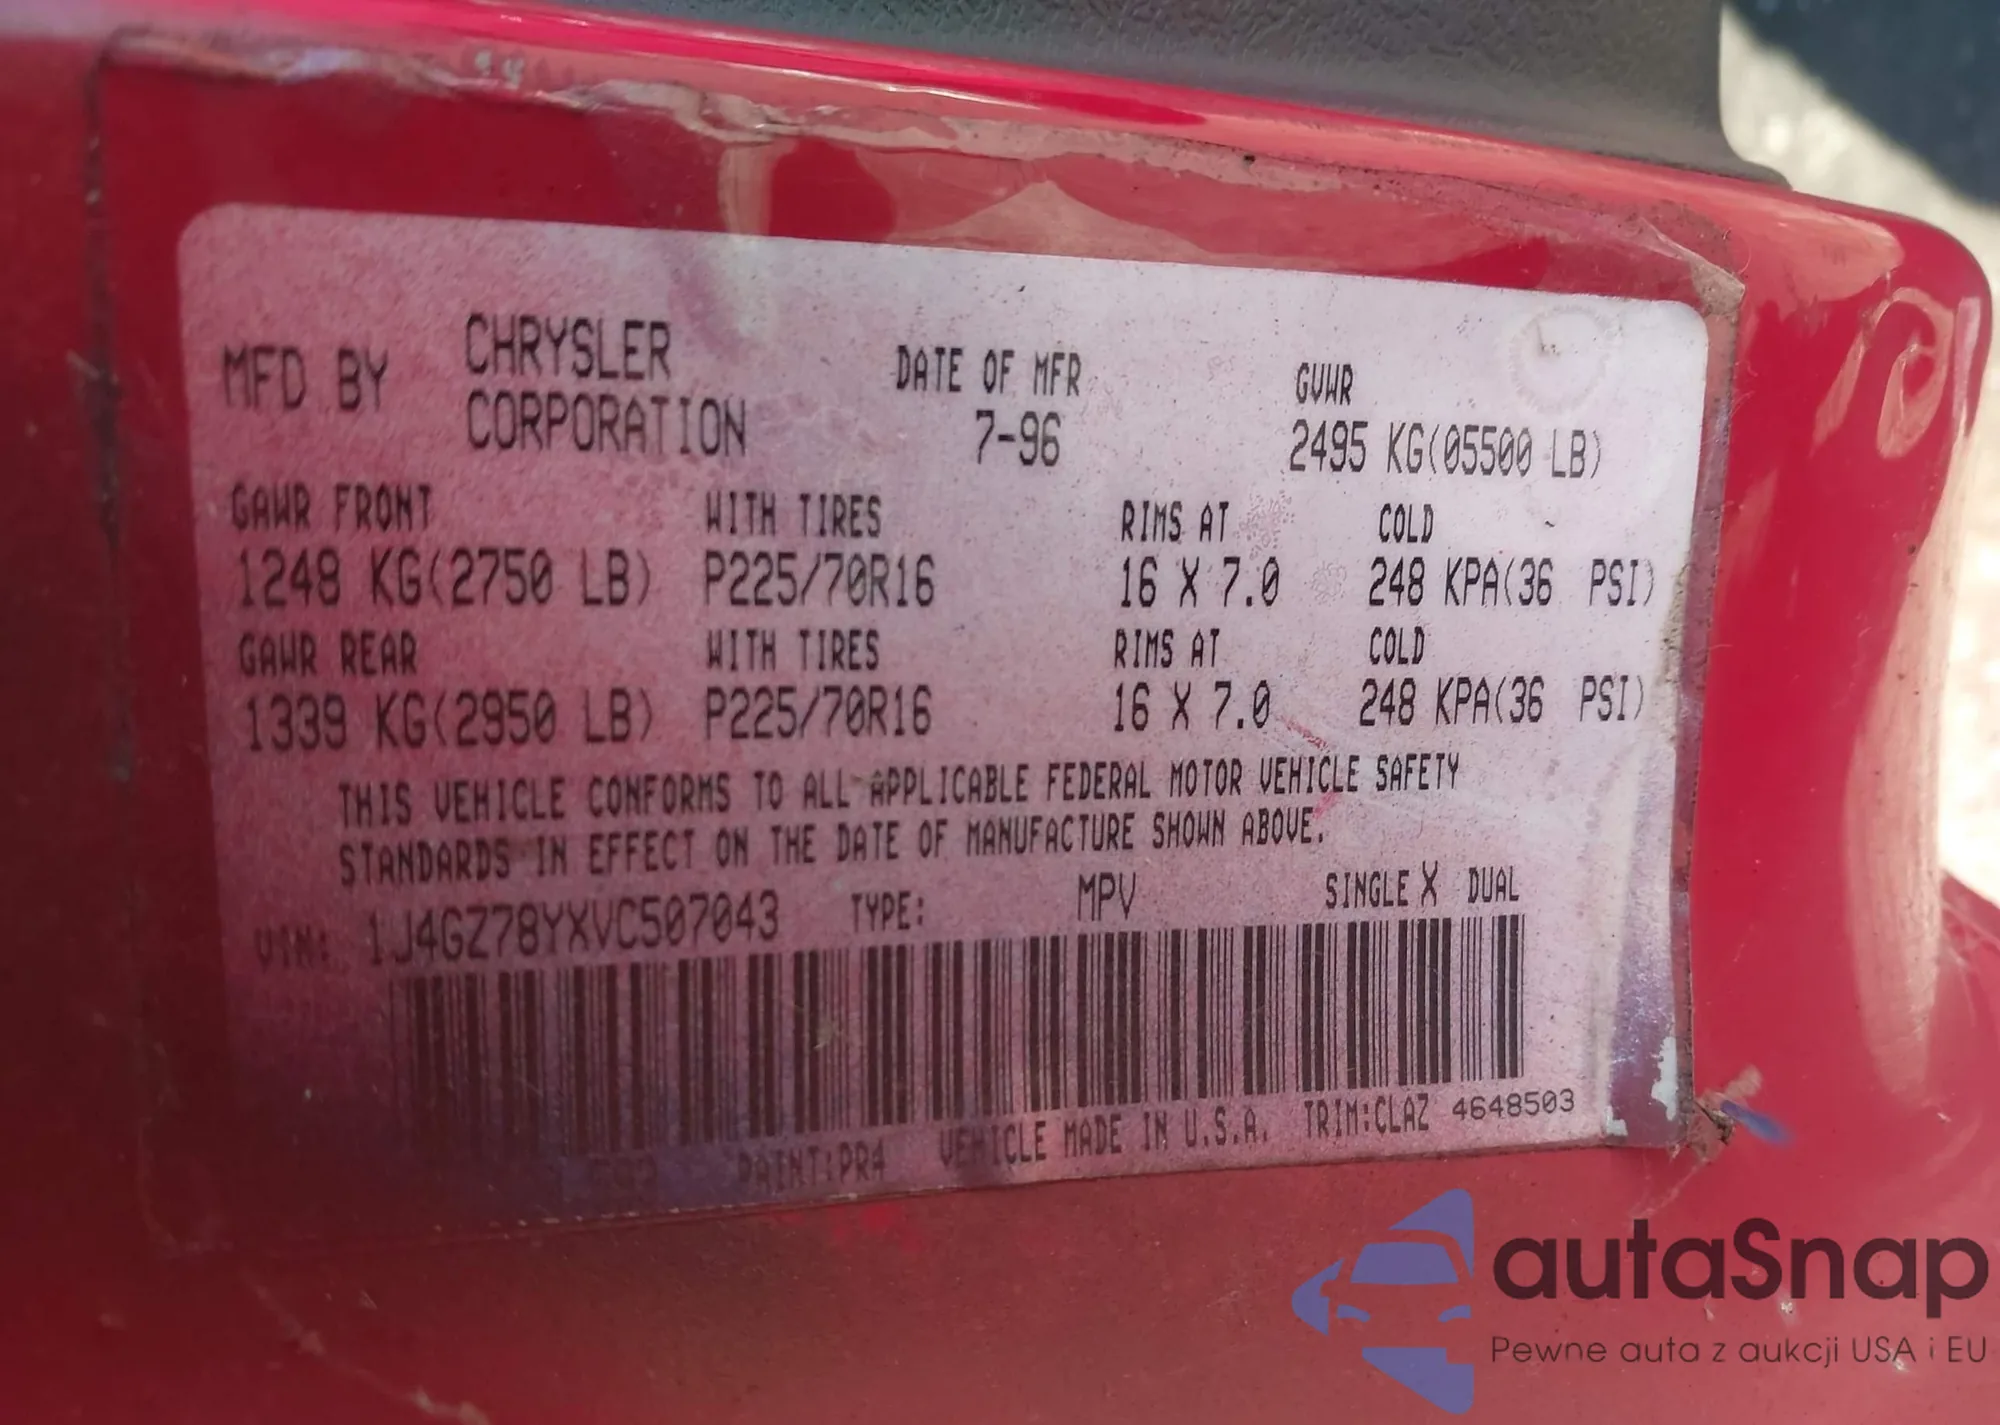 MFD BY CHRYSLER CORPORATION DATE OF MFR 7-96 GVWR 2495 KG(05500 LB)
GAWR FRONT WITH TIRES RIMS AT COLD
1248 KG(2750 LB) P225/70R16 16 X 7.0 248 KPA(36 PSI)
GAWR REAR WITH TIRES RIMS AT COLD
1339 KG(2950 LB) P225/70R16 16 X 7.0 248 KPA(36 PSI)
THIS VEHICLE CONFORMS TO ALL APPLICABLE FEDERAL MOTOR VEHICLE SAFETY
STANDARDS IN EFFECT ON THE DATE OF MANUFACTURE SHOWN ABOVE.
VIN: 1J4GZ78YXVC507043 TYPE: MPV SINGLE X DUAL
PAINT:PR4 VEHICLE MADE IN U.S.A. TRIM:CLAZ 4648503
autaSnap
Pewne auta z aukcji USA i EU